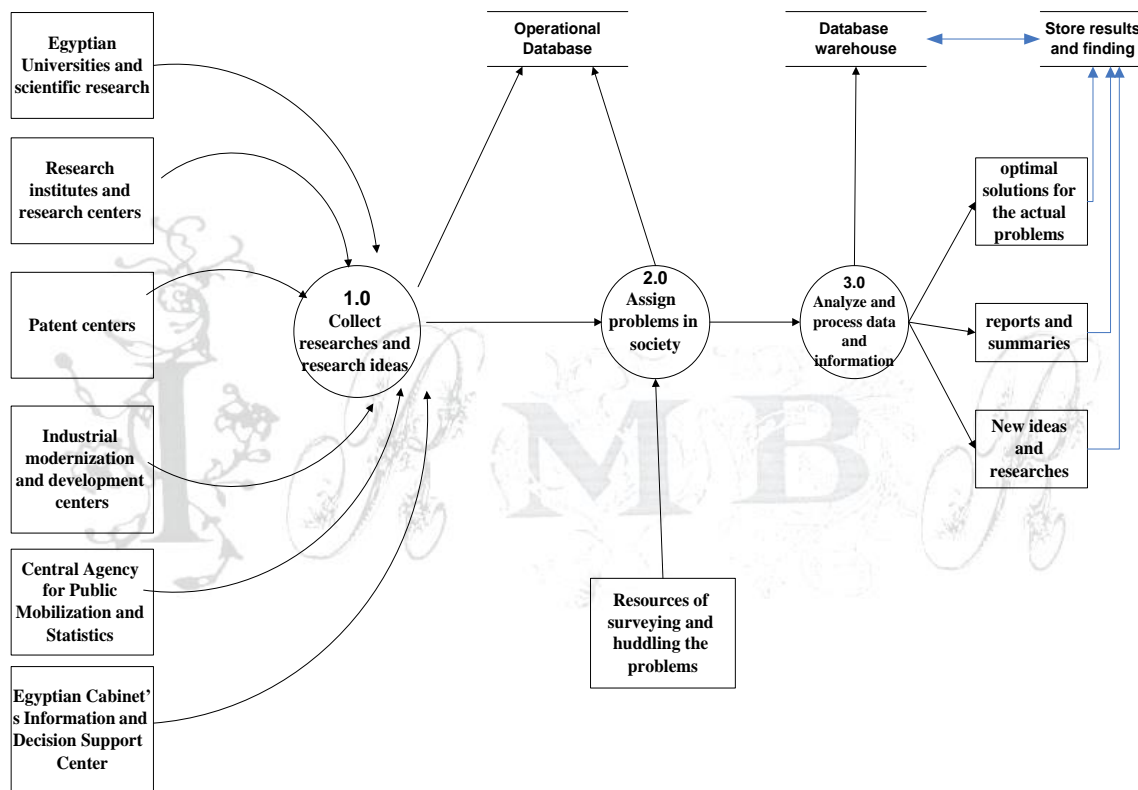 Egyptian
Universities and
scientific research
Research
institutes and
research centers
Patent centers
Industrial
modernization
and development
centers
Central Agency
for Public
Mobilization and
Statistics
Egyptian Cabinet'
s Information and
Decision Support
Center
1.0
Collect
researches and
research ideas
Operational
Database
2.0
Assign
problems in
society
Resources of
surveying and
huddling the
problems
Database
warehouse
3.0
Analyze and
process data
and
information
Store results
and finding
optimal
solutions for
the actual
problems
reports and
summaries
New ideas
and
researches
I R M B R